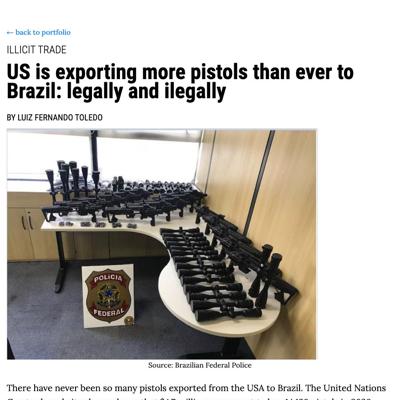 ← back to portfolio
ILLICIT TRADE
US is exporting more pistols than ever to
Brazil: legally and ilegally
BY LUIZ FERNANDO TOLEDO
POLÍCIA
FEDERAL
Source: Brazilian Federal Police
There have never been so many pistols exported from the USA to Brazil. The United Nations